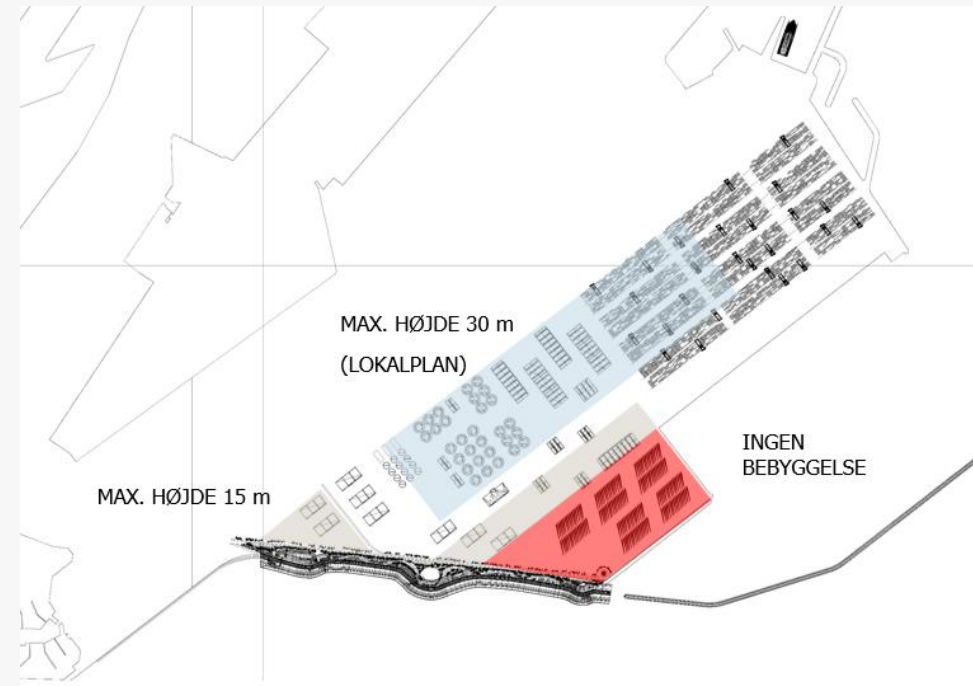 MAX. HØJDE 30 m
(LOKALPLAN)
INGEN
BEBYGGELSE
MAX. HØJDE 15 m